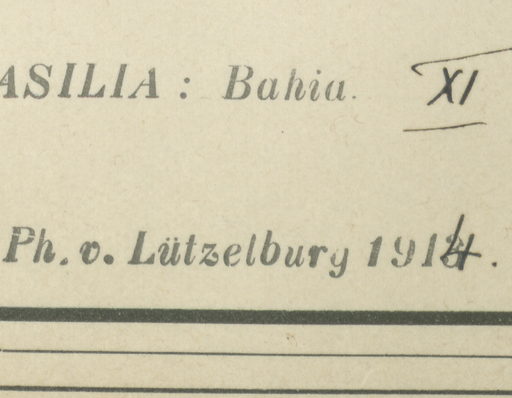 ASILIA : Bahia. XI
Ph. v. Lützelburg 1914.